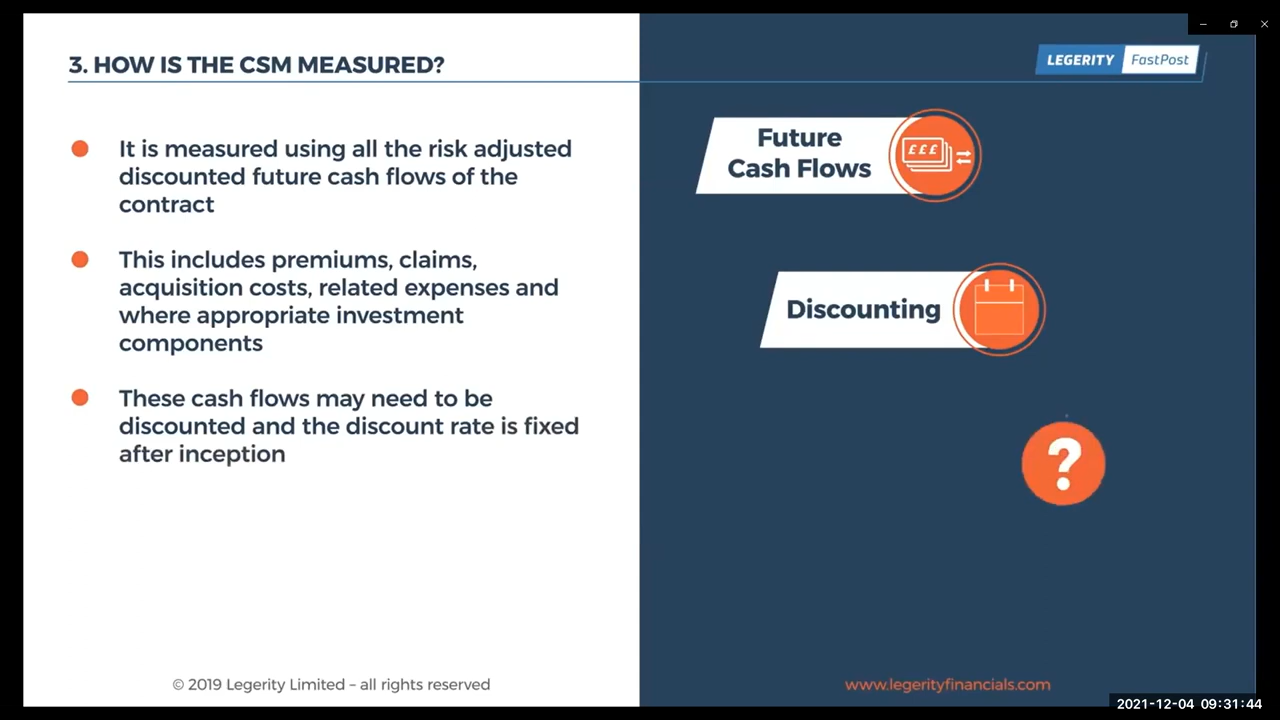 3. HOW IS THE CSM MEASURED?
LEGERITY FastPost
It is measured using all the risk adjusted
discounted future cash flows of the
contract
This includes premiums, claims,
acquisition costs, related expenses and
where appropriate investment
components
These cash flows may need to be
discounted and the discount rate is fixed
after inception
Future
Cash Flows
£££
Discounting
?
© 2019 Legerity Limited – all rights reserved
www.legerityfinancials.com
2021-12-04 09:31:44